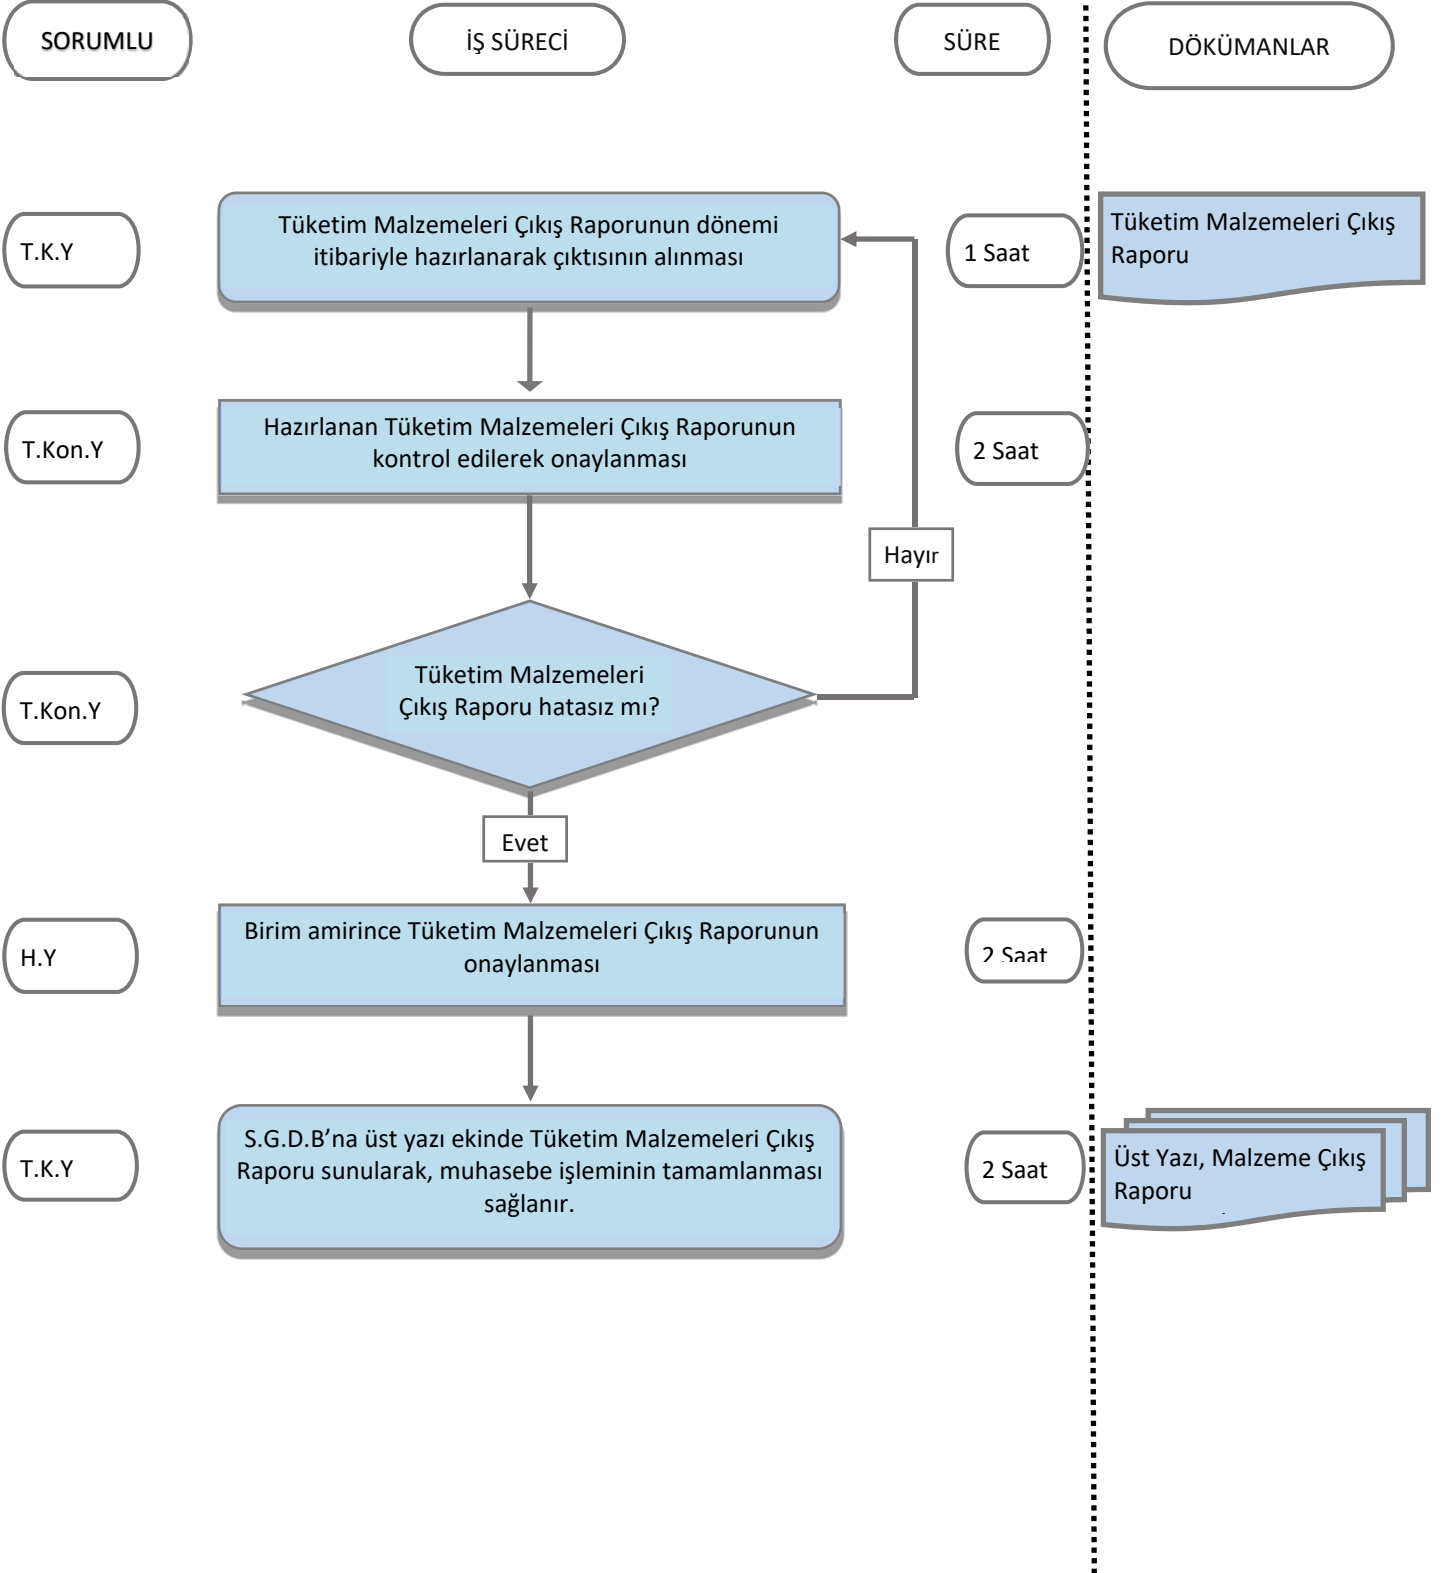 SORUMLU
İŞ SÜRECİ
SÜRE
DÖKÜMANLAR
T.K.Y
Tüketim Malzemeleri Çıkış Raporunun dönemi
itibariyle hazırlanarak çıktısının alınması
1 Saat
Tüketim Malzemeleri Çıkış
Raporu
T.Kon.Y
Hazırlanan Tüketim Malzemeleri Çıkış Raporunun
kontrol edilerek onaylanması
2 Saat
Hayır
T.Kon.Y
Tüketim Malzemeleri
Çıkış Raporu hatasız mı?
Evet
H.Y
Birim amirince Tüketim Malzemeleri Çıkış Raporunun
onaylanması
2 Saat
T.K.Y
S.G.D.B’na üst yazı ekinde Tüketim Malzemeleri Çıkış
Raporu sunularak, muhasebe işleminin tamamlanması
sağlanır.
2 Saat
Üst Yazı, Malzeme Çıkış
Raporu